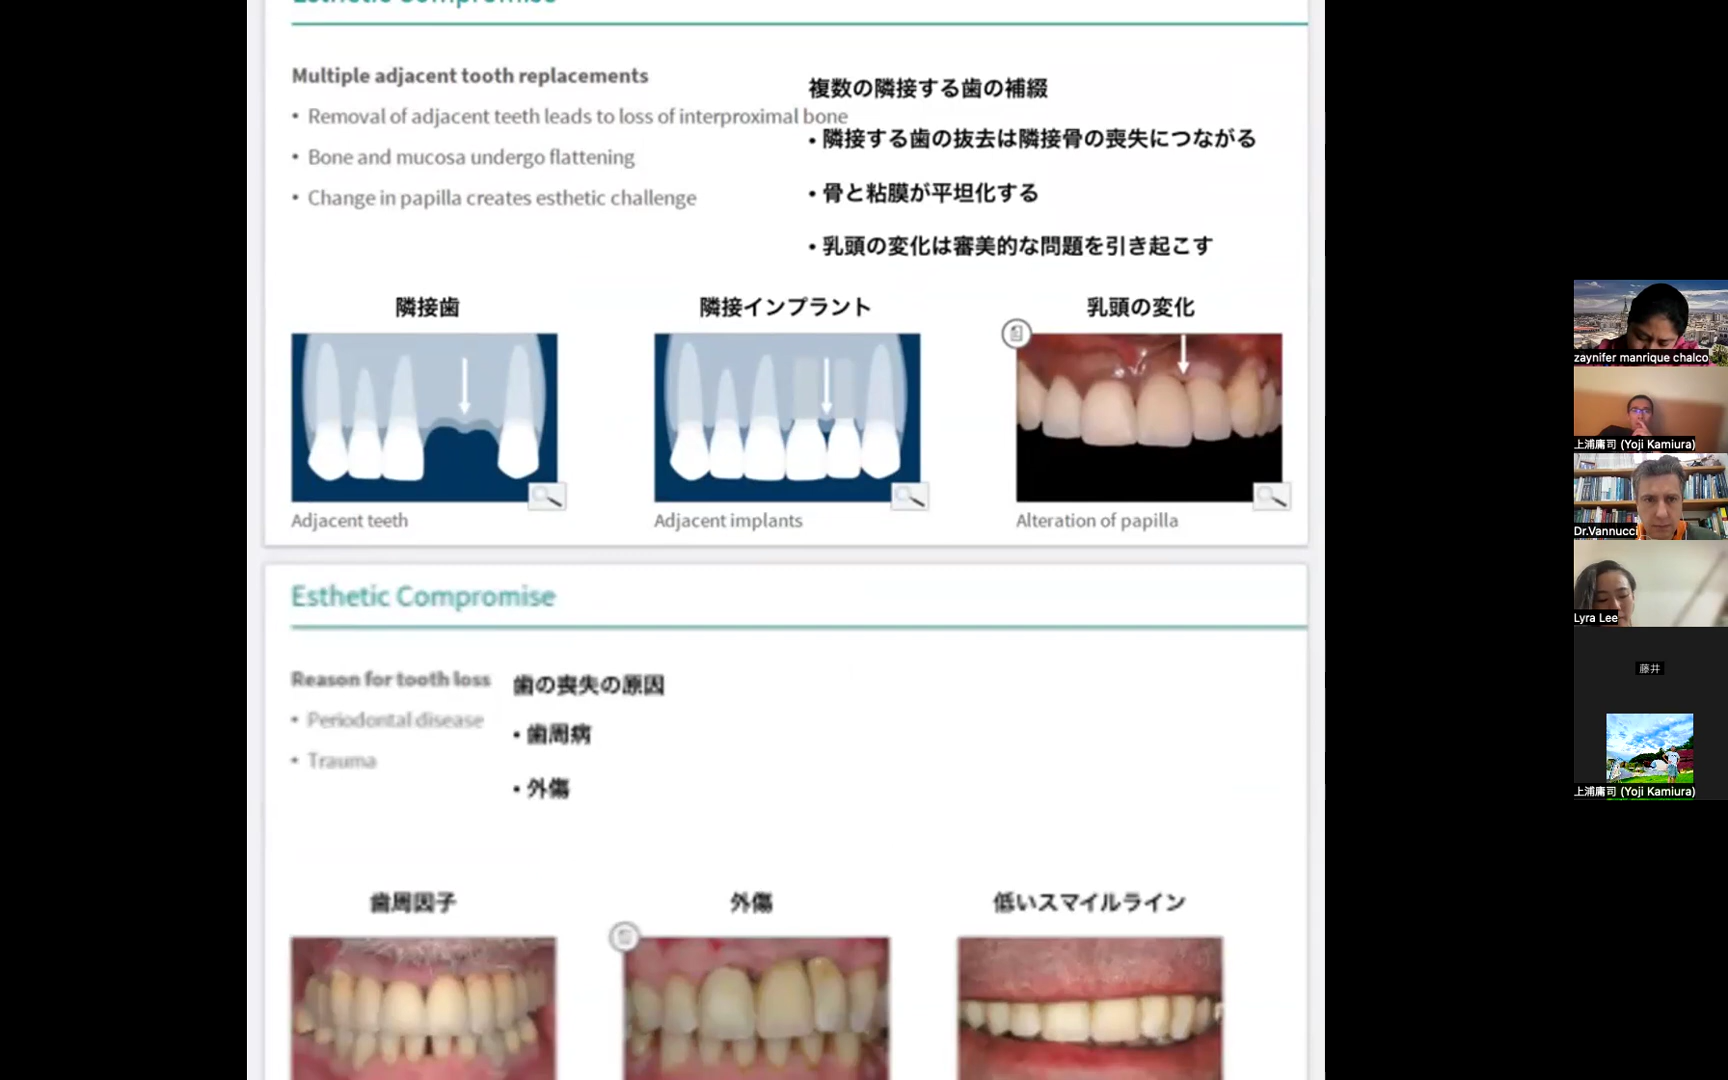 Esthetic Compromise
Multiple adjacent tooth replacements
• Removal of adjacent teeth leads to loss of interproximal bone
• Bone and mucosa undergo flattening
• Change in papilla creates esthetic challenge
複数の隣接する歯の補綴
• 隣接する歯の抜去は隣接骨の喪失につながる
• 骨と粘膜が平坦化する
• 乳頭の変化は審美的な問題を引き起こす
隣接歯
隣接インプラント
乳頭の変化
Adjacent teeth
Adjacent implants
Alteration of papilla
Esthetic Compromise
Reason for tooth loss
• Periodontal disease
• Trauma
歯の喪失の原因
• 歯周病
• 外傷
歯周因子
外傷
低いスマイルライン
zaynifer manrique chalco
上浦庸司 (Yoji Kamiura)
Dr.Vannucci
Lyra Lee
藤井
上浦庸司 (Yoji Kamiura)